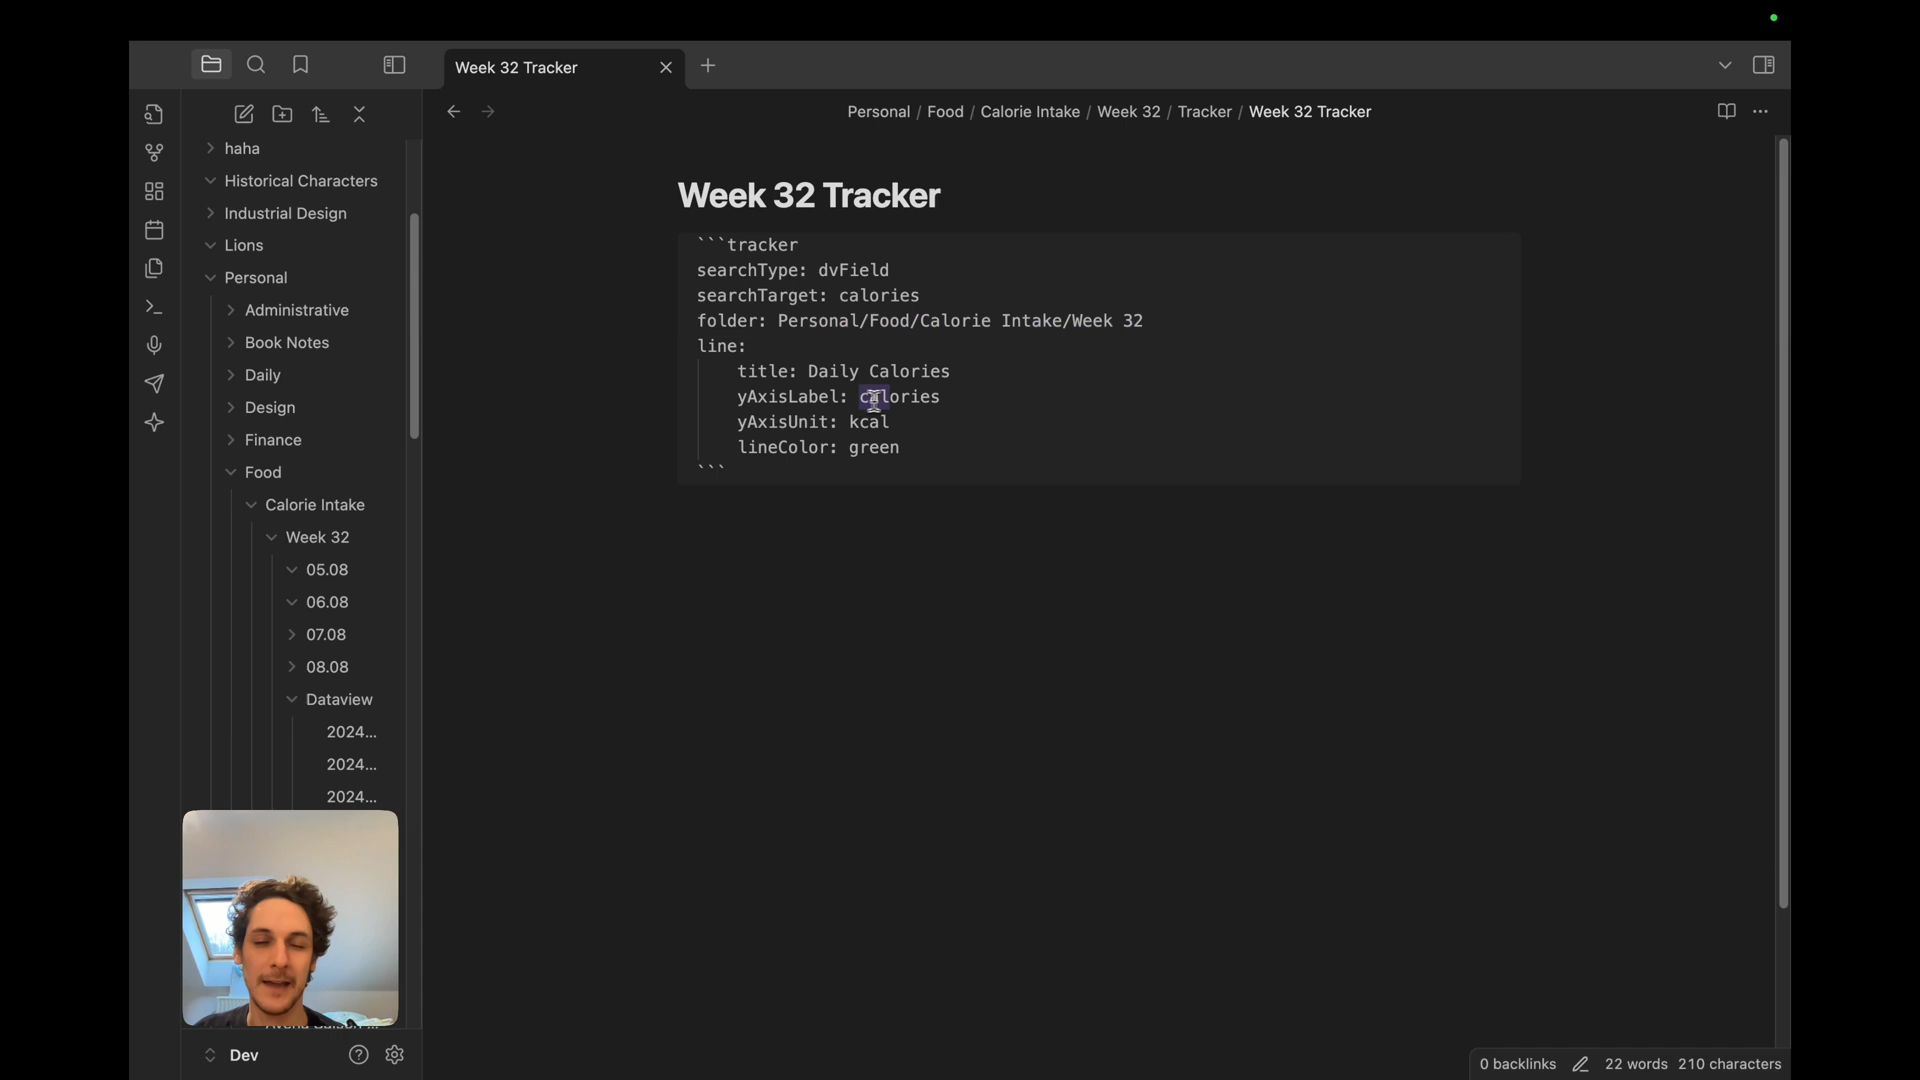 Week 32 Tracker
Personal / Food / Calorie Intake / Week 32 / Tracker / Week 32 Tracker
haha
Historical Characters
Industrial Design
Lions
Personal
Administrative
Book Notes
Daily
Design
Finance
Food
Calorie Intake
Week 32
05.08
06.08
07.08
08.08
Dataview
2024...
2024...
2024...
Dev
Week 32 Tracker
```tracker
searchType: dvField
searchTarget: calories
folder: Personal/Food/Calorie Intake/Week 32
line:
title: Daily Calories
yAxisLabel: calories
yAxisUnit: kcal
lineColor: green
```
0 backlinks 22 words 210 characters